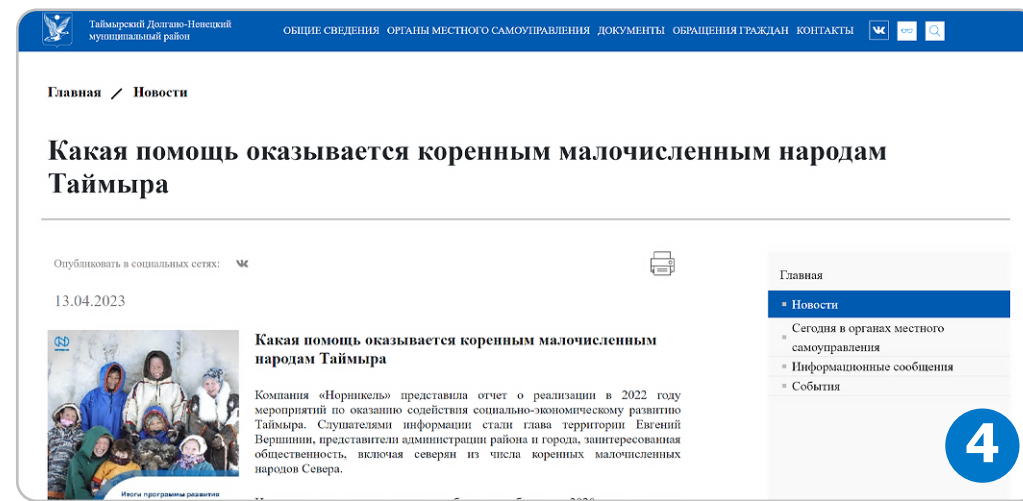 Таймырский Долгано-Ненецкий
муниципальный район
ОБЩИЕ СВЕДЕНИЯ ОРГАНЫ МЕСТНОГО САМОУПРАВЛЕНИЯ ДОКУМЕНТЫ ОБРАЩЕНИЯ ГРАЖДАН КОНТАКТЫ
Главная / Новости
Какая помощь оказывается коренным малочисленным народам
Таймыра
Опубликовать в социальных сетях:
13.04.2023
Главная
Новости
Сегодня в органах местного
самоуправления
Информационные сообщения
События
Какая помощь оказывается коренным малочисленным
народам Таймыра
Компания «Норникель» представила отчет о реализации в 2022 году
мероприятий по оказанию содействия социально-экономическому развитию
Таймыра. Слушателями информации стали глава территории Евгений
Вершинин, представители администрации района и города, заинтересованная
общественность, включая северян из числа коренных малочисленных
народов Севера.
Итоги программы развития
4